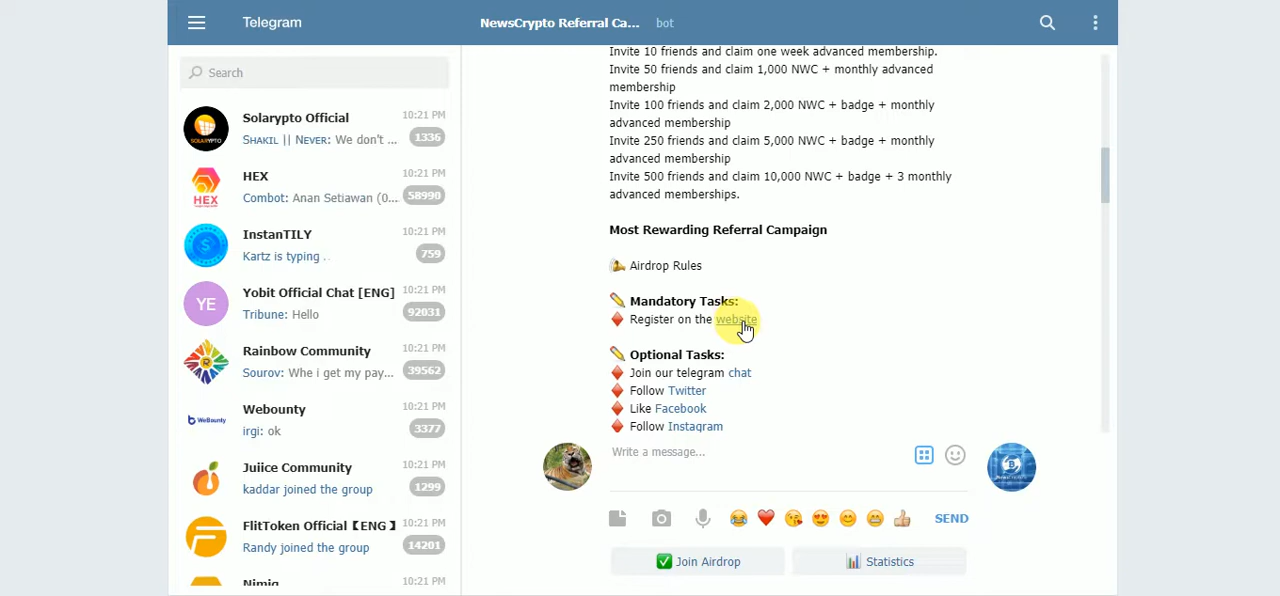 Telegram
NewsCrypto Referral Ca...
bot
Search
Solarypto Official
10:21 PM
Sʜᴀᴋɪʟ || Nᴇᴠᴇʀ: We don't ...
1336
HEX
10:21 PM
Combot: Anan Setiawan (0...
58990
HEX
InstanTILY
10:21 PM
Kartz is typing ..
759
YE
Yobit Official Chat [ENG]
10:21 PM
Tribune: Hello
92031
Rainbow Community
10:21 PM
Sourov: Whe i get my pay...
39562
Webounty
10:21 PM
WeBounty
irgi: ok
3377
Juiice Community
10:21 PM
kaddar joined the group
1299
FlitToken Official【ENG】
10:21 PM
Randy joined the group
14201
Nimiq
10:21 PM
Invite 10 friends and claim one week advanced membership.
Invite 50 friends and claim 1,000 NWC + monthly advanced
membership
Invite 100 friends and claim 2,000 NWC + badge + monthly
advanced membership
Invite 250 friends and claim 5,000 NWC + badge + monthly
advanced membership
Invite 500 friends and claim 10,000 NWC + badge + 3 monthly
advanced memberships.
Most Rewarding Referral Campaign
Airdrop Rules
Mandatory Tasks:
Register on the website
Optional Tasks:
Join our telegram chat
Follow Twitter
Like Facebook
Follow Instagram
Write a message...
SEND
Join Airdrop
Statistics